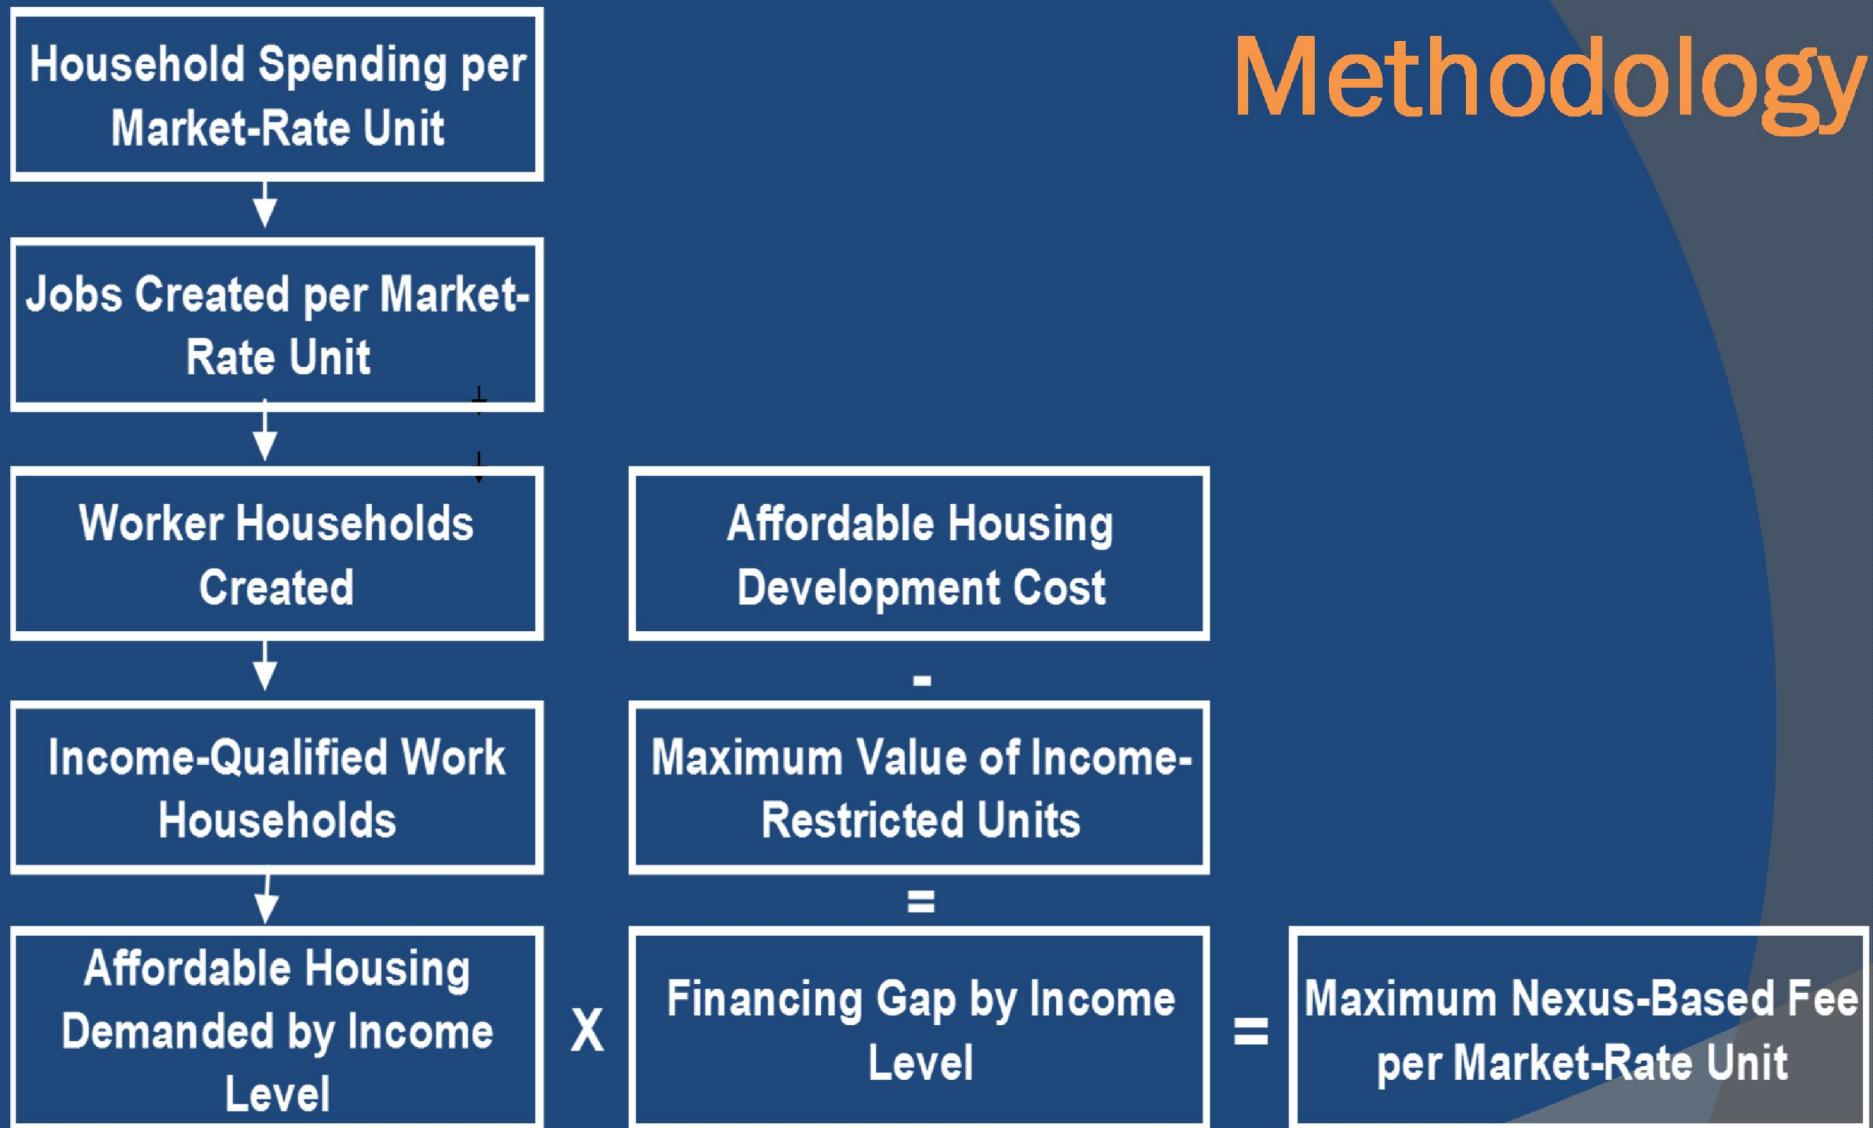 Methodology
Household Spending per
Market-Rate Unit
Jobs Created per Market-
Rate Unit
Worker Households
Created
Income-Qualified Work
Households
Affordable Housing
Demanded by Income
Level
X
Affordable Housing
Development Cost
-
Maximum Value of Income-
Restricted Units
=
Financing Gap by Income
Level
=
Maximum Nexus-Based Fee
per Market-Rate Unit